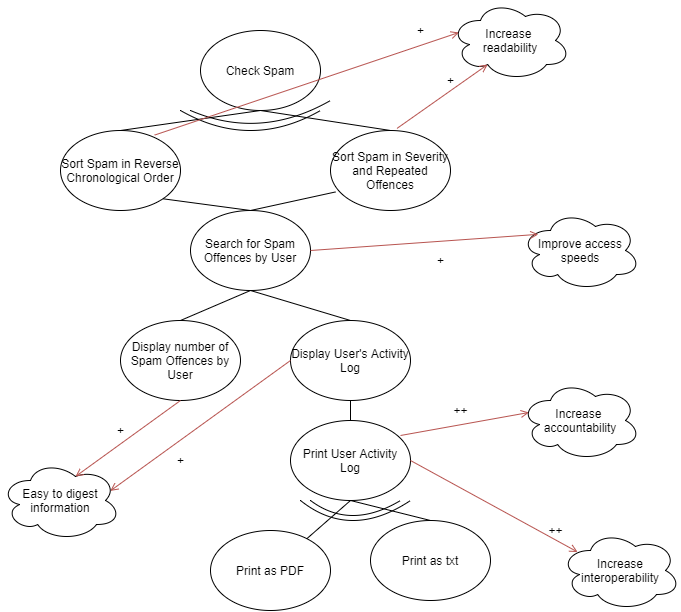 Increase
readability
+
Check Spam
+
Sort Spam in Reverse
Chronological Order
Sort Spam in Severity
and Repeated
Offences
Search for Spam
Offences by User
Improve access
speeds
+
Display number of
Spam Offences by
User
Display User's Activity
Log
++
Increase
accountability
+
Print User Activity
Log
+
Easy to digest
information
++
Print as PDF
Print as txt
Increase
interoperability